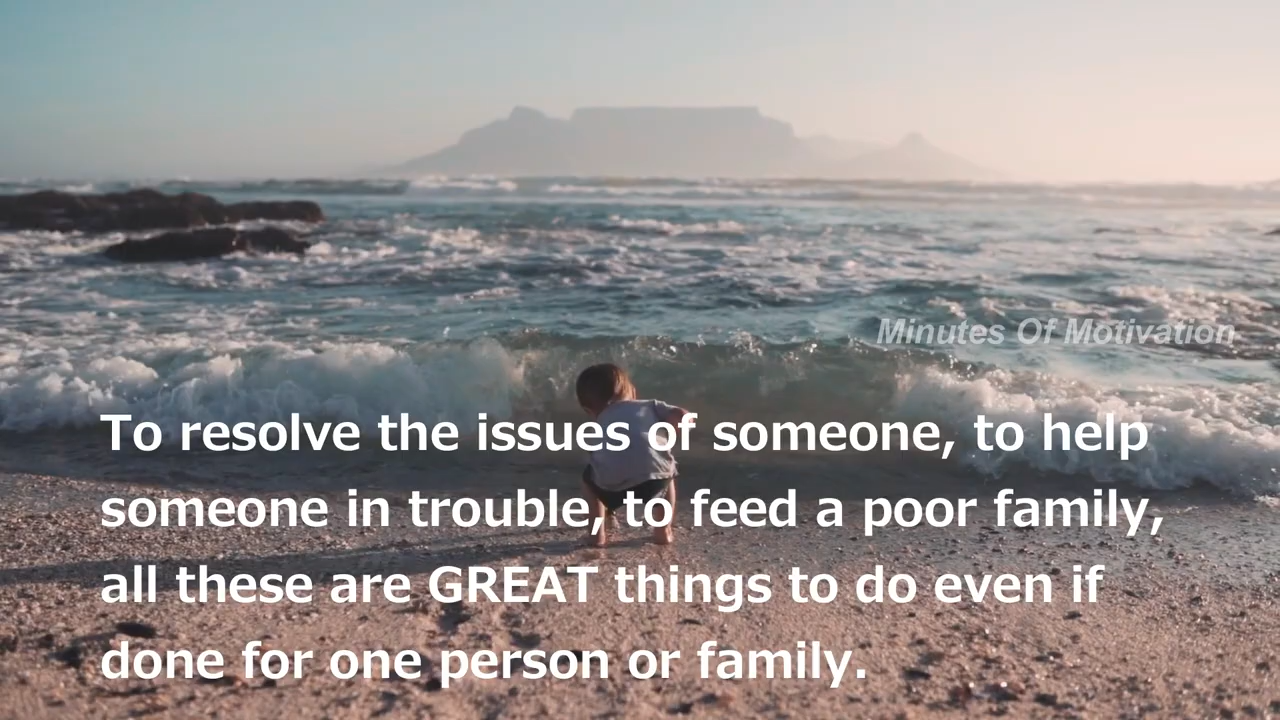 Minutes Of Motivation
To resolve the issues of someone, to help
someone in trouble, to feed a poor family,
all these are GREAT things to do even if
done for one person or family.